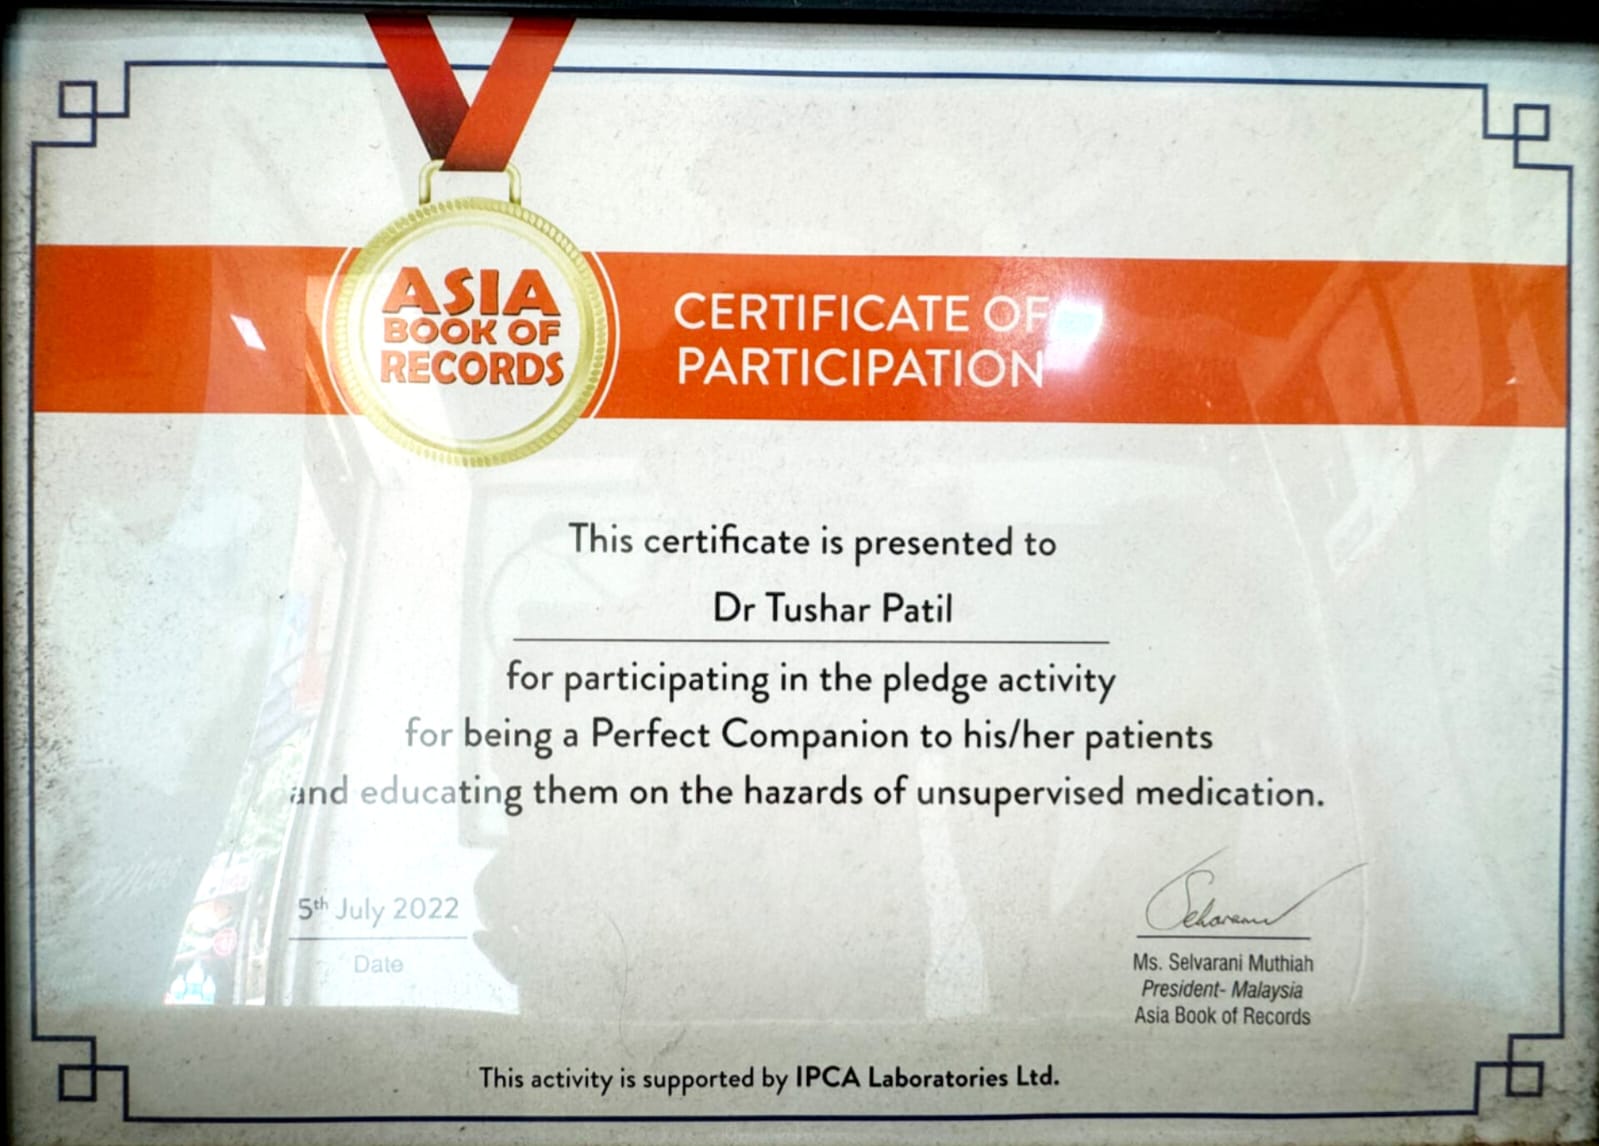 ASIA
BOOK OF
RECORDS
CERTIFICATE OF
PARTICIPATION
This certificate is presented to
Dr Tushar Patil
for participating in the pledge activity
for being a Perfect Companion to his/her patients
and educating them on the hazards of unsupervised medication.
5th July 2022
Date
Ms. Selvarani Muthiah
President- Malaysia
Asia Book of Records
This activity is supported by IPCA Laboratories Ltd.